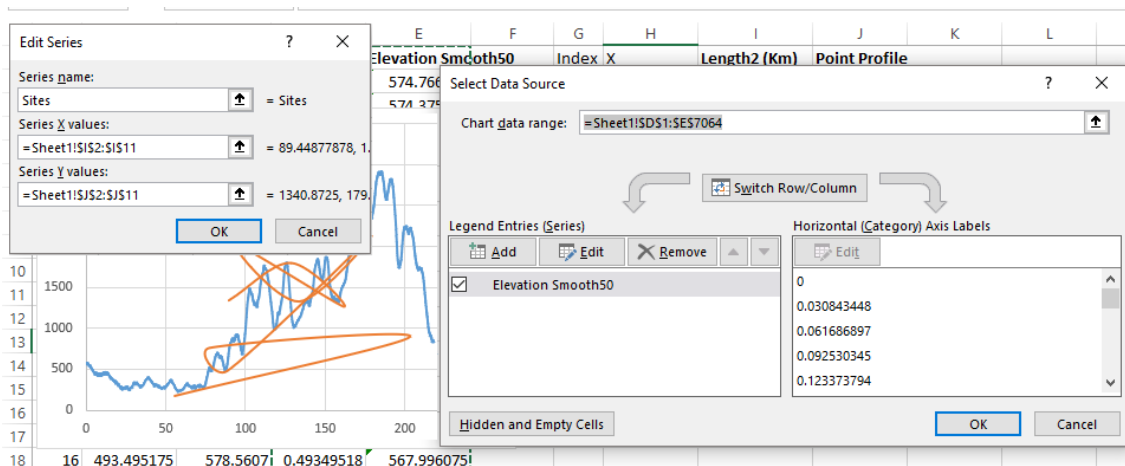 E F G H I J K L
Elevation Smooth50 Index X Length2 (Km) Point Profile
574.766
574.375
Edit Series ? ×
Series name:
Sites = Sites
Series X values:
=Sheet1!$I$2:$I$11 = 89.44877878, 1.
Series Y values:
=Sheet1!$J$2:$J$11 = 1340.8725, 179.
OK Cancel
Select Data Source ? ×
Chart data range: =Sheet1!$D$1:$E$7064
Switch Row/Column
Legend Entries (Series)
Add Edit Remove
Elevation Smooth50
Horizontal (Category) Axis Labels
Edit
0
0.030843448
0.061686897
0.092530345
0.123373794
Hidden and Empty Cells
OK Cancel
10
11
12
13
14
15
16
17
1500
1000
500
0
0 50 100 150 200
18 16 493.495175 578.5607 0.49349518 567.996075